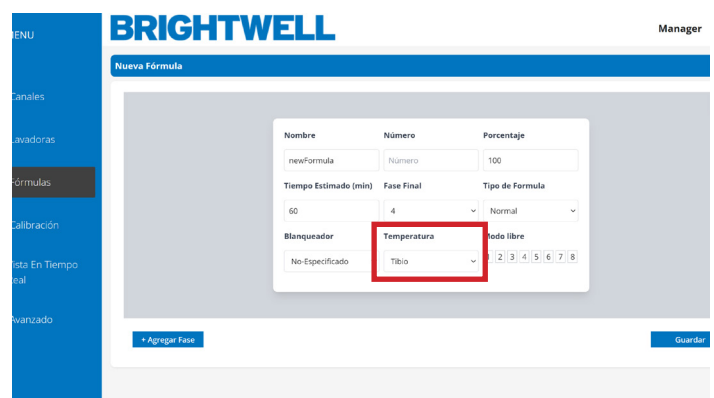 BRIGHTWELL
Manager
Nueva Fórmula
Nombre Número Porcentaje
newFormula Número 100
Tiempo Estimado (min) Fase Final Tipo de Formula
60 4 Normal
Blanqueador Temperatura Modo libre
No-Especificado Tibio 1 2 3 4 5 6 7 8
+ Agregar Fase Guardar
MENU
Canales
Lavadoras
Fórmulas
Calibración
Vista En Tiempo
Real
Avanzado